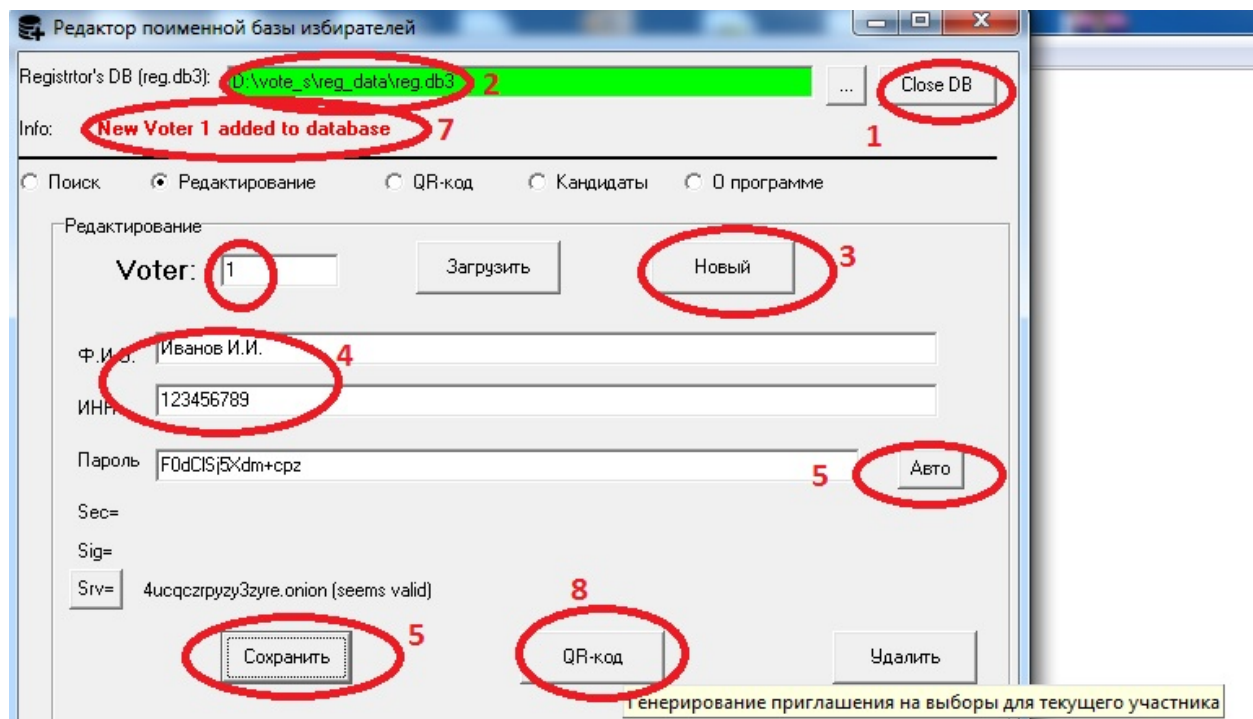 Редактор поименной базы избирателей
Registrtor's DB (reg.db3): D:\vote_s\reg_data\reg.db3 2 ... Close DB
1
Info: New Voter 1 added to database 7
Поиск Редактирование QR-код Кандидаты О программе
Редактирование
Voter: 1 Загрузить Новый 3
Ф.И.О. Иванов И.И. 4
ИНН 123456789
Пароль F0dClSj5Xdm+cpz 5 Авто
Sec=
Sig=
Srv= 4ucqczrpyzy3zyre.onion (seems valid)
8
Сохранить 5 QR-код Удалить
Генерирование приглашения на выборы для текущего участника